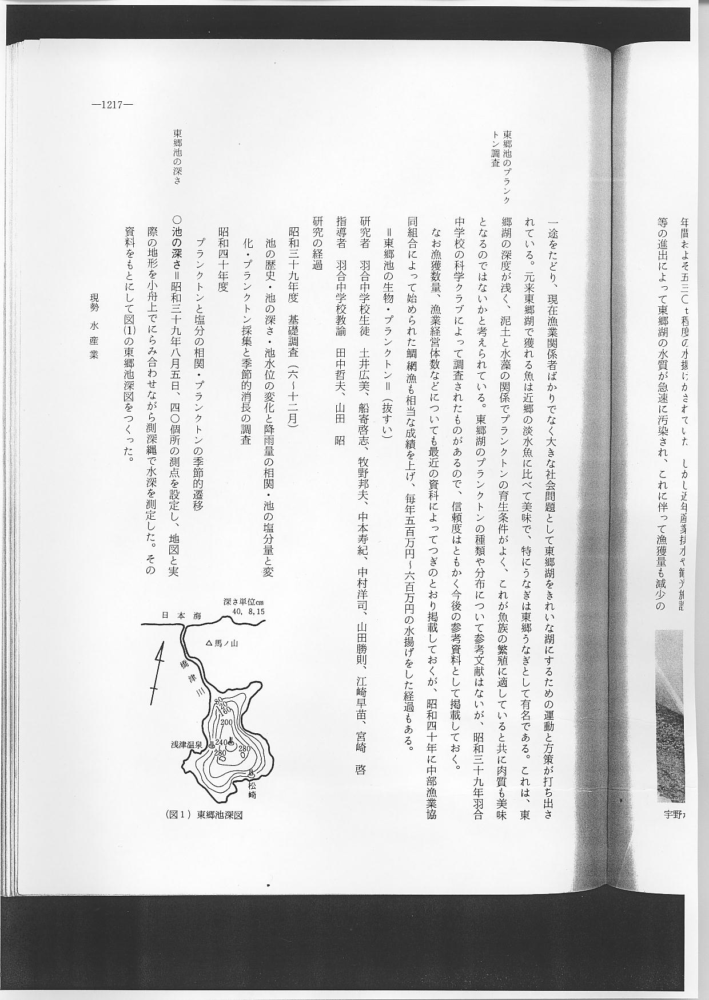 年間およそ五三〇t程度の水揚げがされていた しかし近年産業排水や観光施設
等の進出によって東郷湖の水質が急速に汚染され、これに伴って漁獲量も減少の
宇野
一途をたどり、現在漁業関係者ばかりでなく大きな社会問題として東郷湖をきれいな湖にするための運動と方策が打ち出さ
れている。元来東郷湖で獲れる魚は近郷の淡水魚に比べて美味で、特にうなぎは東郷うなぎとして有名である。これは、東
東郷池のプランク
トン調査
郷湖の深度が浅く、泥土と水藻の関係でプランクトンの育生条件がよく、これが魚族の繁殖に適していると共に肉質も美味
となるのではないかと考えられている。東郷湖のプランクトンの種類や分布について参考文献はないが、昭和三十九年羽合
中学校の科学クラブによって調査されたものがあるので、信頼度はともかく今後の参考資料として掲載しておく。
なお漁獲数量、漁業経営体数などについても最近の資料によってつぎのとおり掲載しておくが、昭和四十年に中部漁業協
同組合によって始められた鯛網漁も相当な成績を上げ、毎年五百万円〜六百万円の水揚げをした経過もある。
＝東郷池の生物・プランクトン＝（抜すい）
研究者 羽合中学校生徒 土井広美、船寄啓志、牧野邦夫、中本寿紀、中村洋司、山田勝則、江崎早苗、宮崎 啓
指導者 羽合中学校教諭 田中哲夫、山田 昭
研究の経過
昭和三十九年度 基礎調査（六〜十二月）
池の歴史・池の深さ・池水位の変化と降雨量の相関・池の塩分量と変
化・プランクトン採集と季節的消長の調査
昭和四十年度
プランクトンと塩分の相関・プランクトンの季節的遷移
東郷池の深さ
〇池の深さ＝昭和三十九年八月五日、四〇個所の測点を設定し、地図と実
際の地形を小舟上でにらみ合わせながら測深縄で水深を測定した。その
資料をもとにして図(1)の東郷池深図をつくった。
深さ単位cm
40, 8, 15
日本海
△馬ノ山
橋津川
80
120
160
200
240
280
280
浅津温泉
松崎
（図1）東郷池深図
現勢 水産業
—1217—